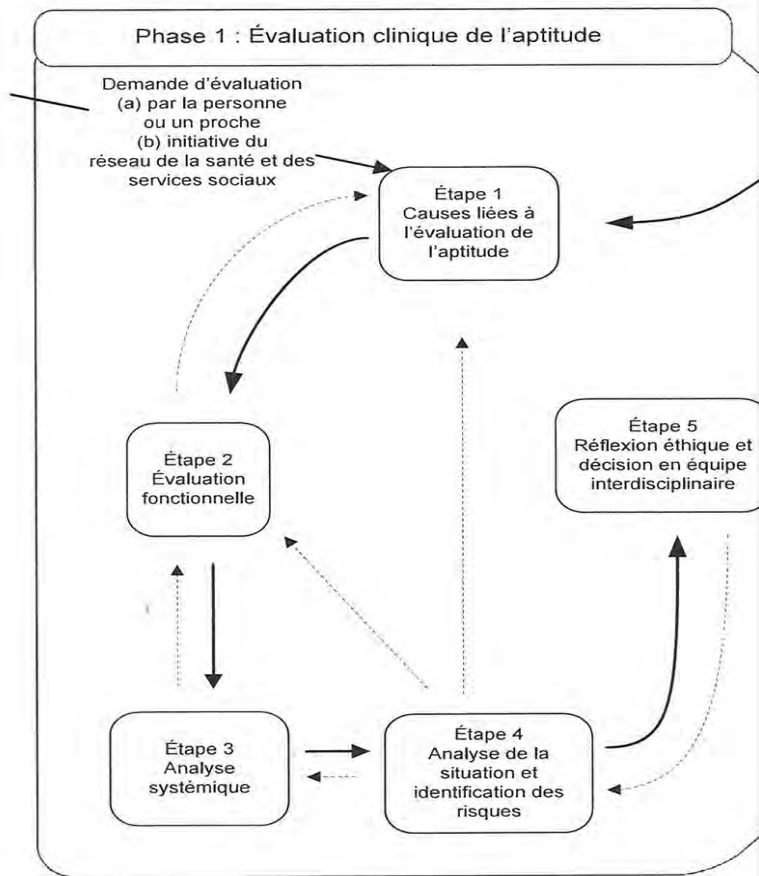 Phase 1 : Évaluation clinique de l'aptitude
Demande d'évaluation
(a) par la personne
ou un proche
(b) initiative du
réseau de la santé et des
services sociaux
Étape 1
Causes liées à
l'évaluation de
l'aptitude
Étape 2
Évaluation
fonctionnelle
Étape 5
Réflexion éthique et
décision en équipe
interdisciplinaire
Étape 3
Analyse
systémique
Étape 4
Analyse de la
situation et
identification des
risques